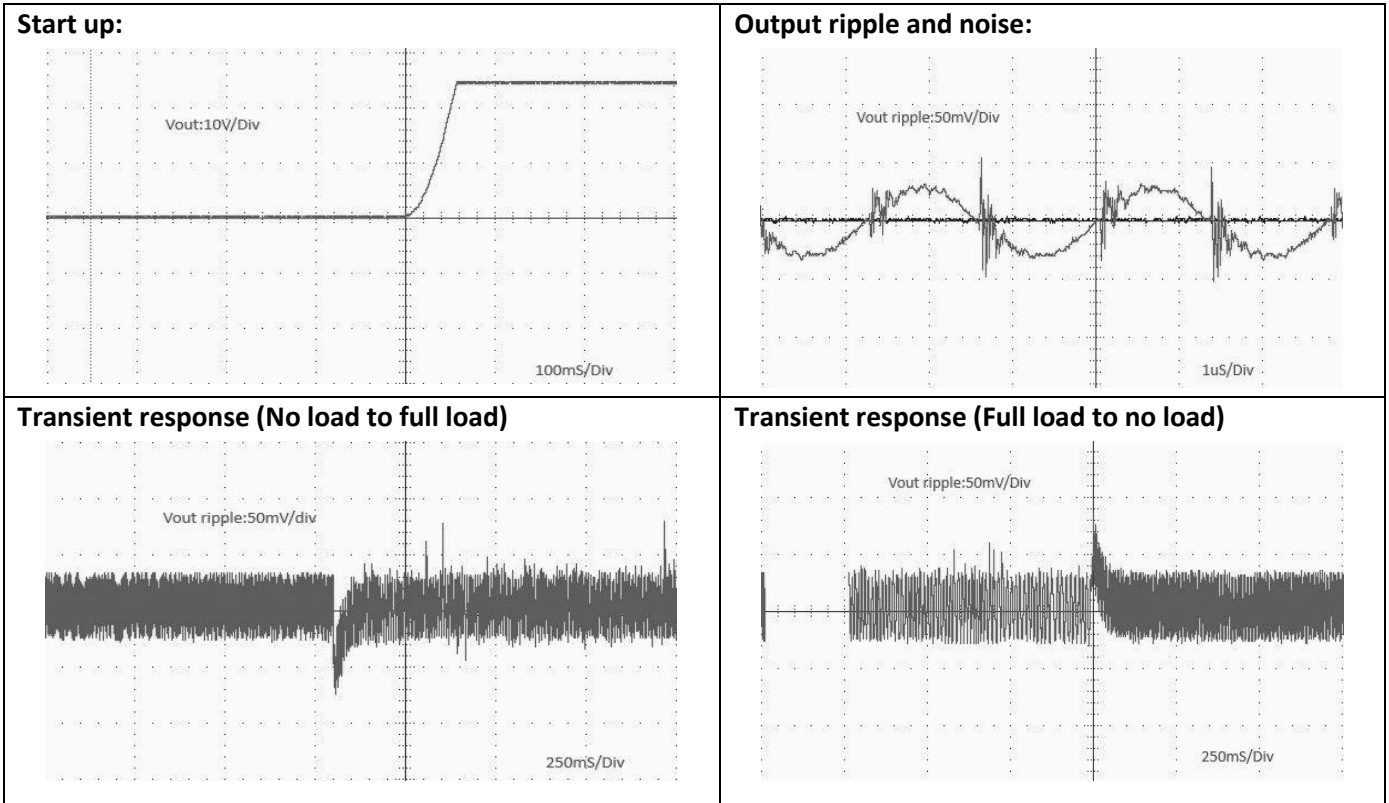 Start up:
Vout:10V/Div
100mS/Div
Output ripple and noise:
Vout ripple:50mV/Div
1uS/Div
Transient response (No load to full load)
Vout ripple:50mV/div
250mS/Div
Transient response (Full load to no load)
Vout ripple:50mV/Div
250mS/Div